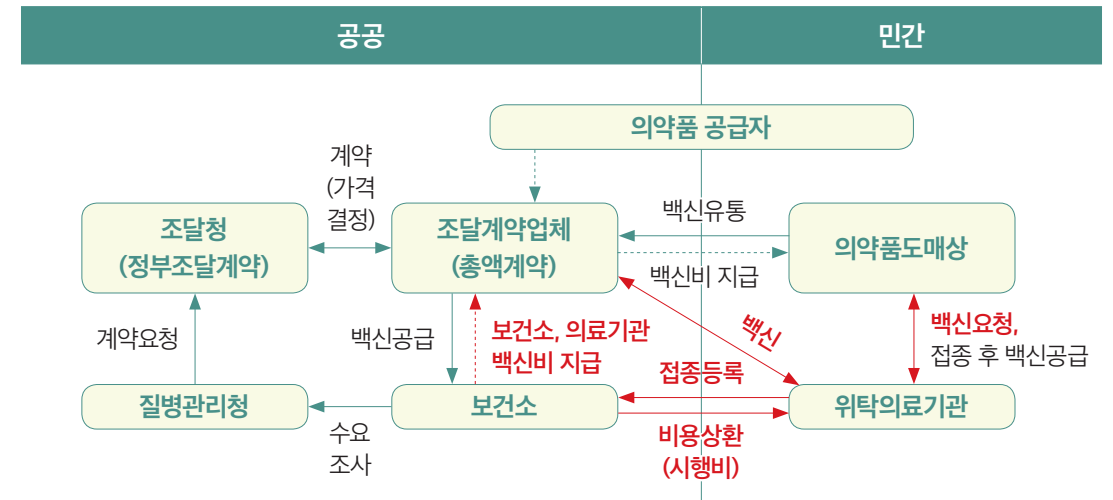 공공
민간
의약품 공급자
계약
(가격
결정)
조달청
(정부조달계약)
조달계약업체
(총액계약)
백신유통
백신비 지급
의약품도매상
계약요청
백신공급
보건소, 의료기관
백신비 지급
백신
백신요청,
접종 후 백신공급
접종등록
질병관리청
보건소
위탁의료기관
수요
조사
비용상환
(시행비)